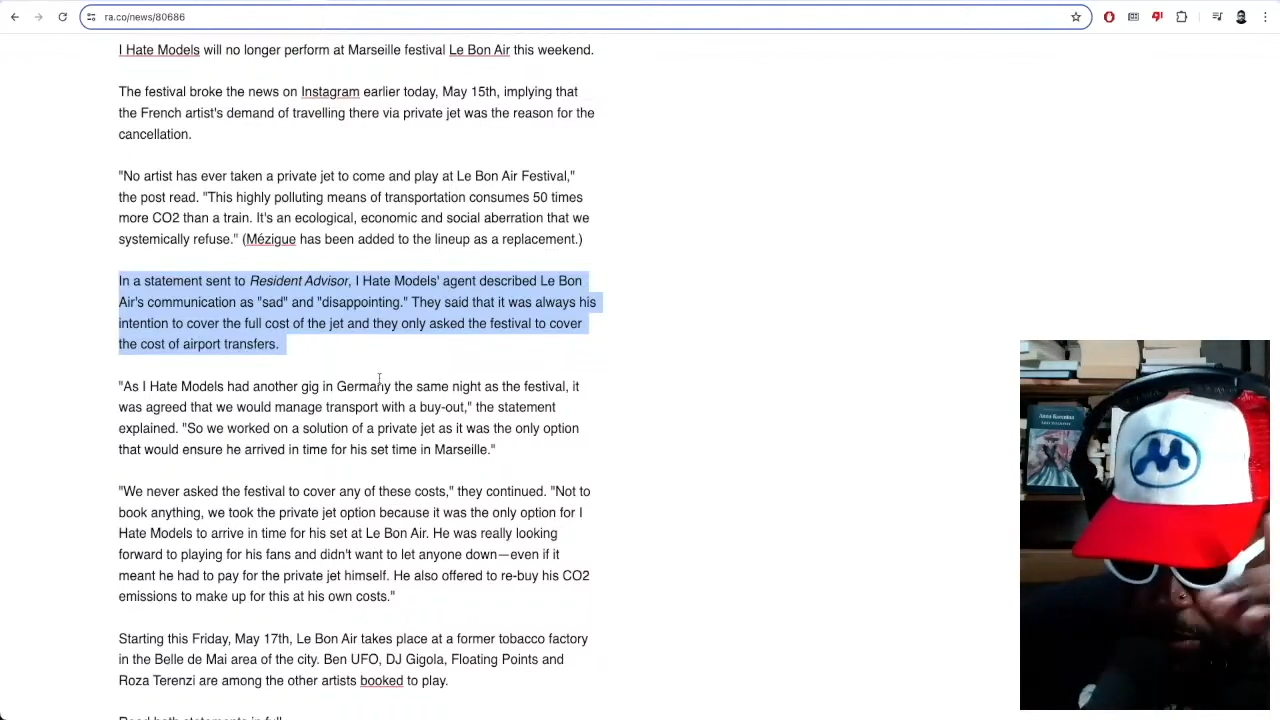 ra.co/news/80686
I Hate Models will no longer perform at Marseille festival Le Bon Air this weekend.
The festival broke the news on Instagram earlier today, May 15th, implying that
the French artist's demand of travelling there via private jet was the reason for the
cancellation.
"No artist has ever taken a private jet to come and play at Le Bon Air Festival,"
the post read. "This highly polluting means of transportation consumes 50 times
more CO2 than a train. It's an ecological, economic and social aberration that we
systemically refuse." (Mézigue has been added to the lineup as a replacement.)
In a statement sent to Resident Advisor, I Hate Models' agent described Le Bon
Air's communication as "sad" and "disappointing." They said that it was always his
intention to cover the full cost of the jet and they only asked the festival to cover
the cost of airport transfers.
"As I Hate Models had another gig in Germany the same night as the festival, it
was agreed that we would manage transport with a buy-out," the statement
explained. "So we worked on a solution of a private jet as it was the only option
that would ensure he arrived in time for his set time in Marseille."
"We never asked the festival to cover any of these costs," they continued. "Not to
book anything, we took the private jet option because it was the only option for I
Hate Models to arrive in time for his set at Le Bon Air. He was really looking
forward to playing for his fans and didn't want to let anyone down—even if it
meant he had to pay for the private jet himself. He also offered to re-buy his CO2
emissions to make up for this at his own costs."
Starting this Friday, May 17th, Le Bon Air takes place at a former tobacco factory
in the Belle de Mai area of the city. Ben UFO, DJ Gigola, Floating Points and
Roza Terenzi are among the other artists booked to play.
Read both statements in full
M